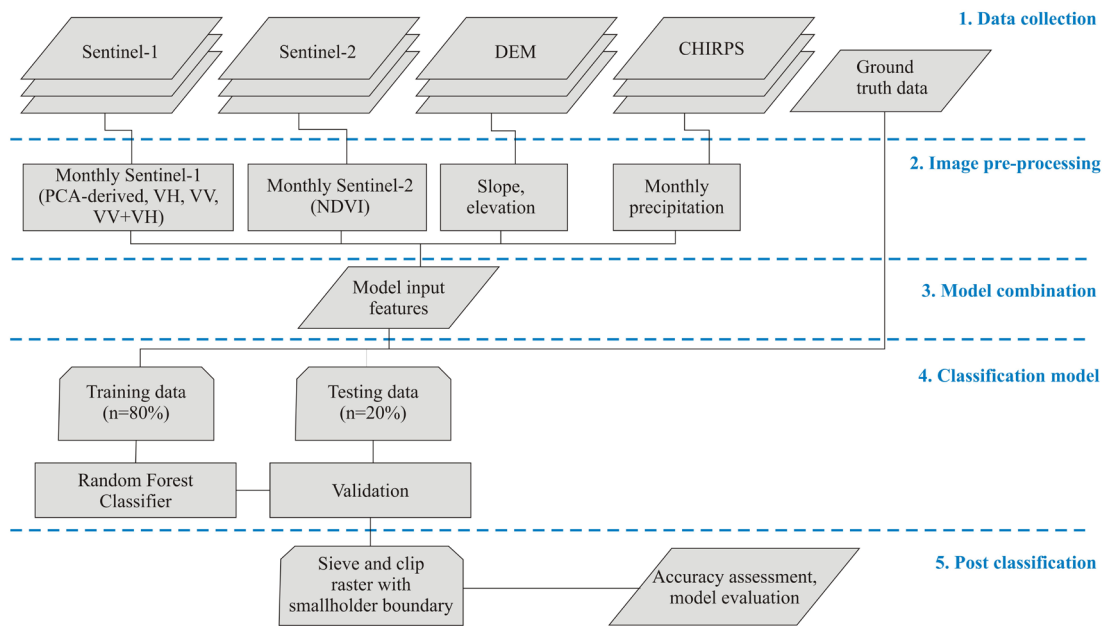 1. Data collection
Sentinel-1
Sentinel-2
DEM
CHIRPS
Ground
truth data
2. Image pre-processing
Monthly Sentinel-1
(PCA-derived, VH, VV,
VV+VH)
Monthly Sentinel-2
(NDVI)
Slope,
elevation
Monthly
precipitation
3. Model combination
Model input
features
4. Classification model
Training data
(n=80%)
Testing data
(n=20%)
Random Forest
Classifier
Validation
5. Post classification
Sieve and clip
raster with
smallholder boundary
Accuracy assessment,
model evaluation